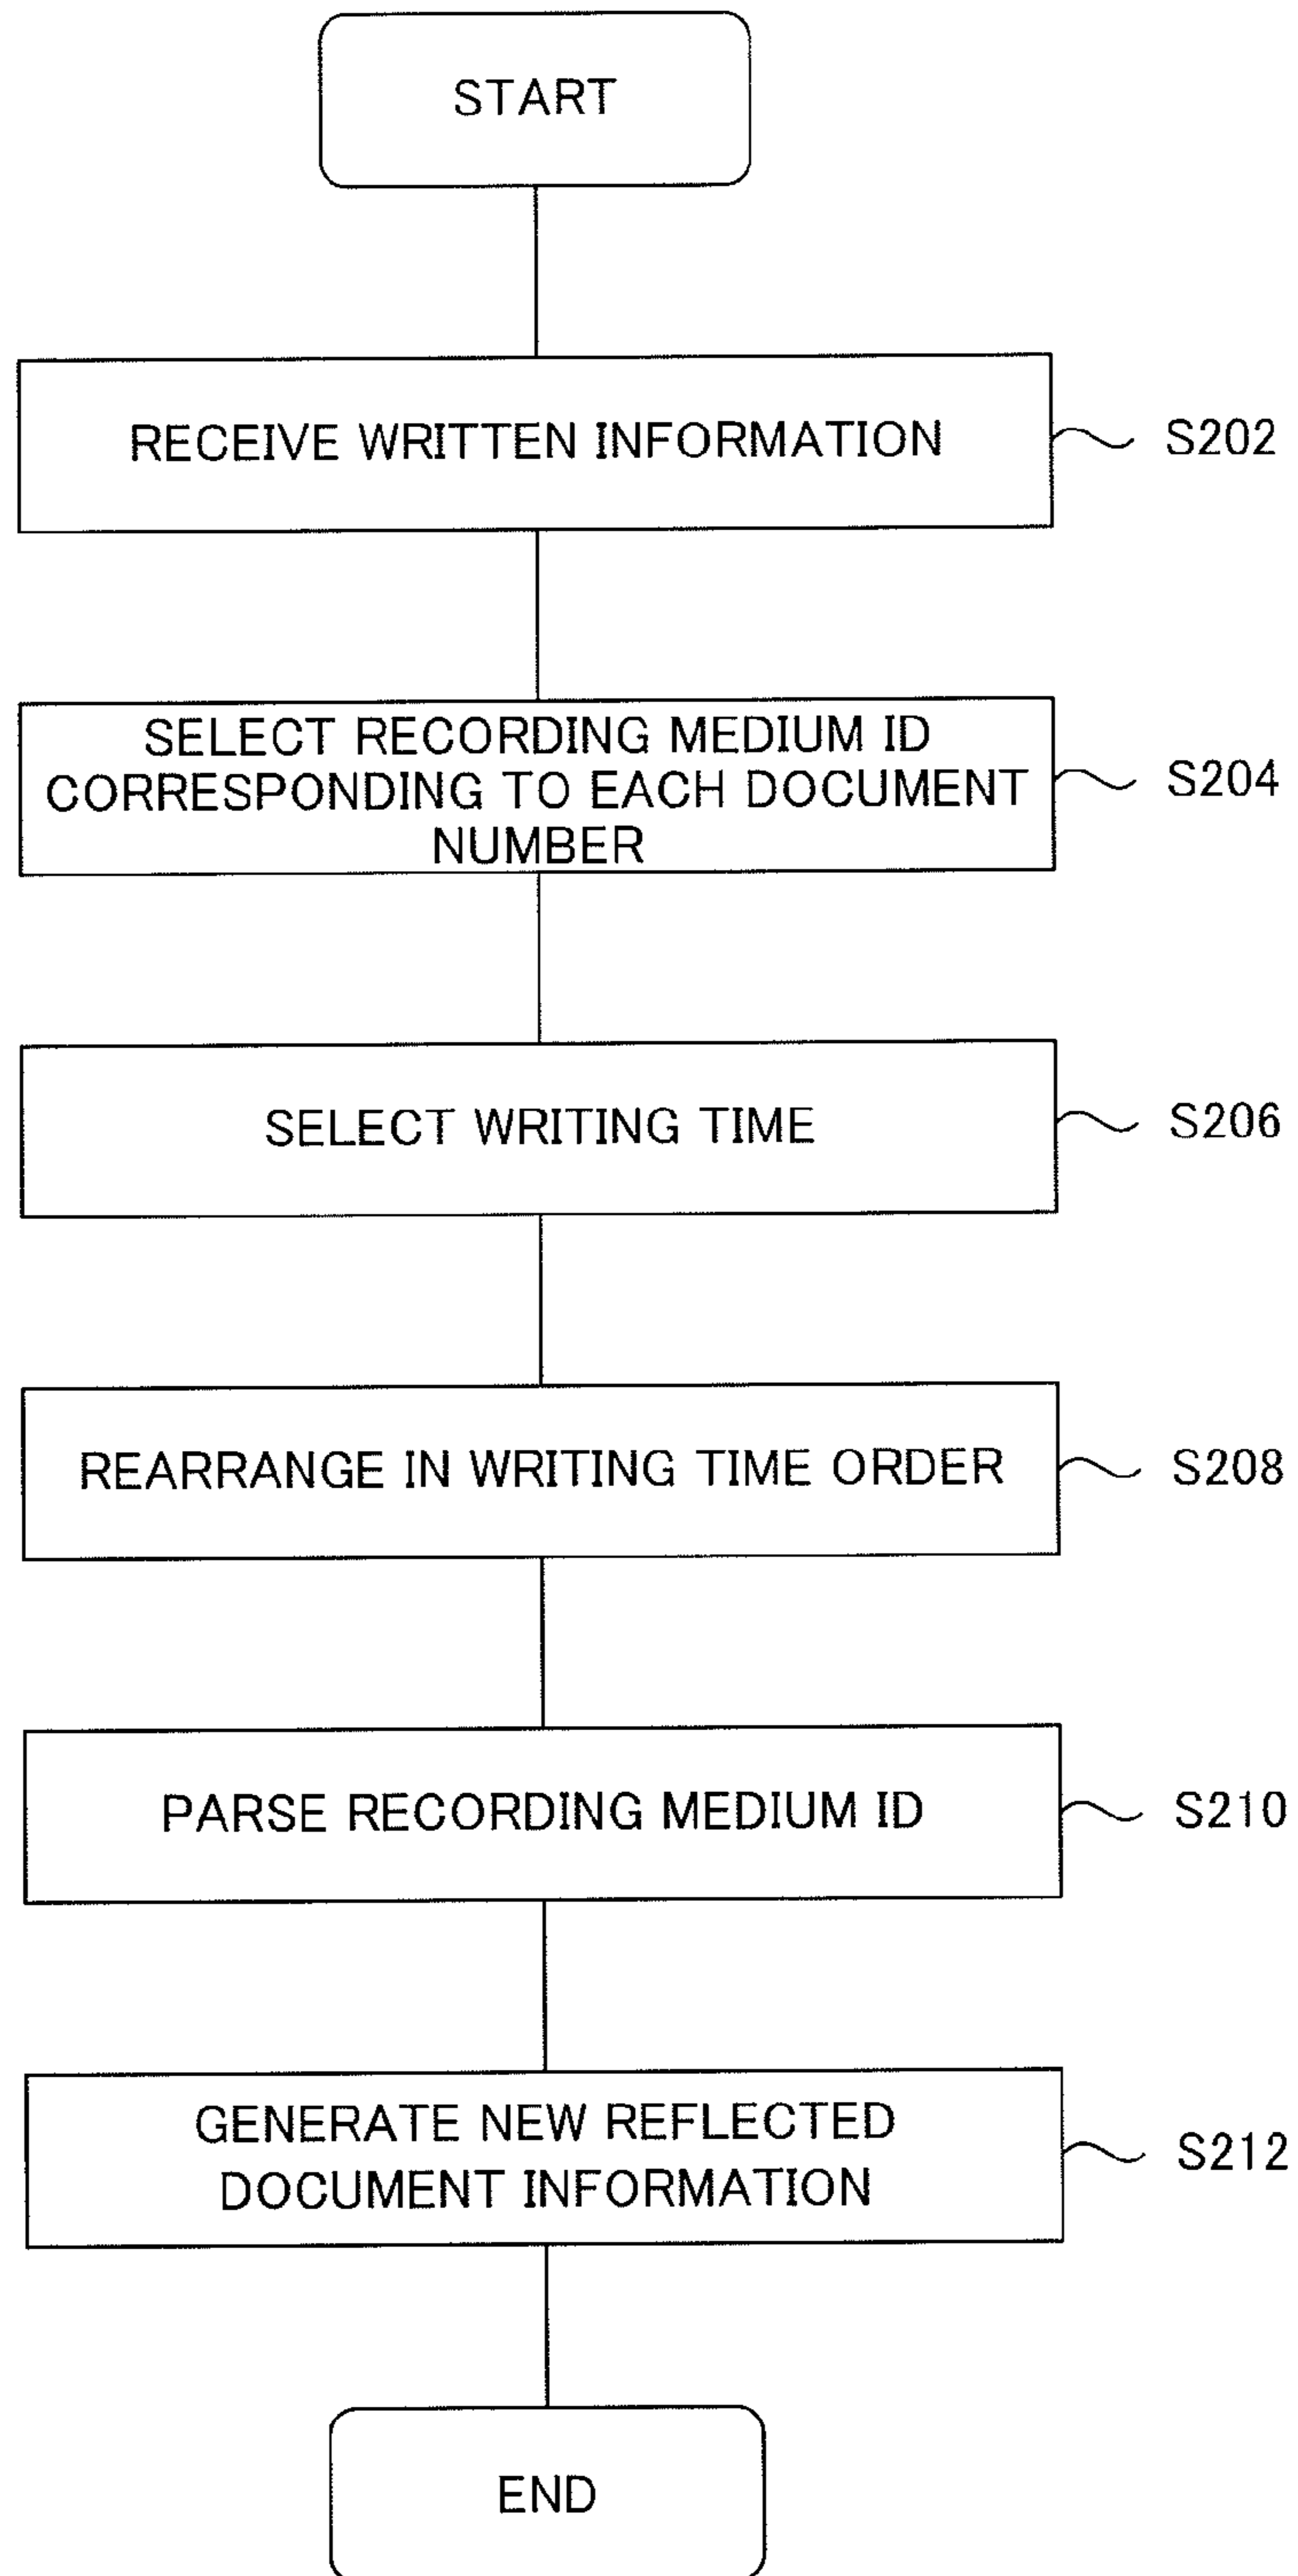 START
RECEIVE WRITTEN INFORMATION
S202
SELECT RECORDING MEDIUM ID
CORRESPONDING TO EACH DOCUMENT
NUMBER
S204
SELECT WRITING TIME
S206
REARRANGE IN WRITING TIME ORDER
S208
PARSE RECORDING MEDIUM ID
S210
GENERATE NEW REFLECTED
DOCUMENT INFORMATION
S212
END